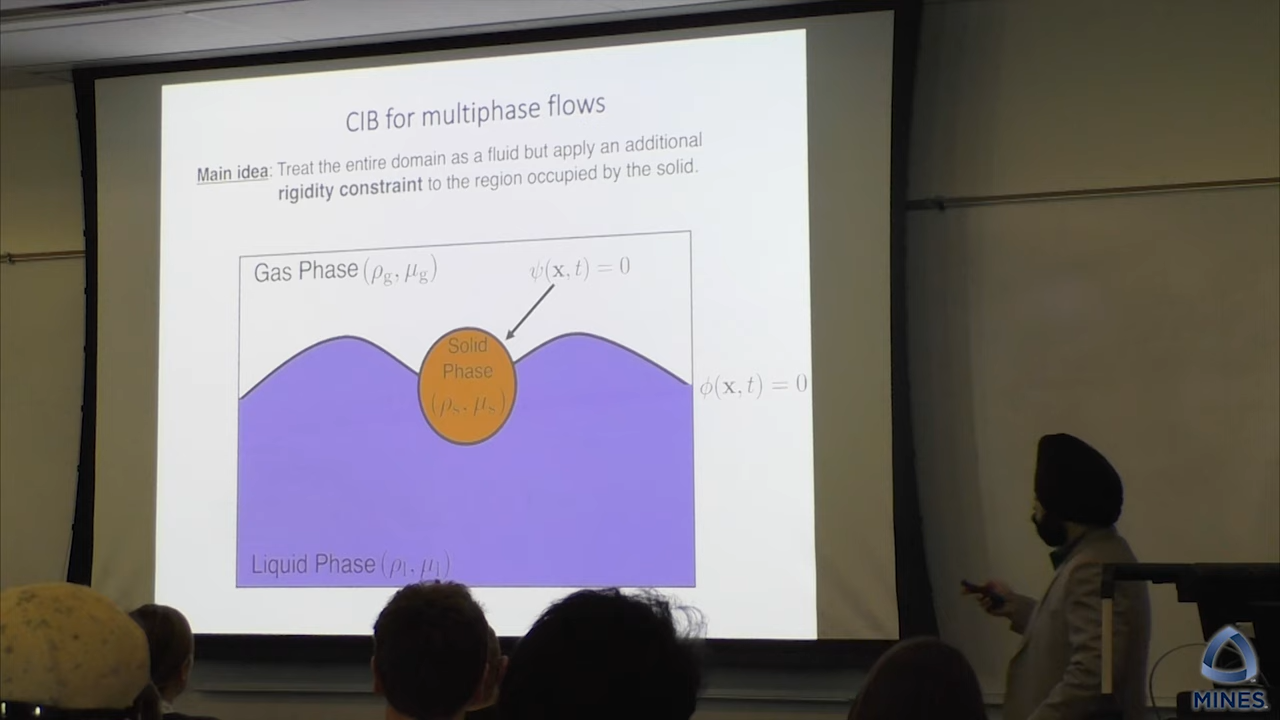 CIB for multiphase flows
Main idea: Treat the entire domain as a fluid but apply an additional
rigidity constraint to the region occupied by the solid.
Gas Phase (ρg, μg)
ψ(x, t) = 0
Solid
Phase
(ρs, μs)
ϕ(x, t) = 0
Liquid Phase (ρl, μl)
MINES